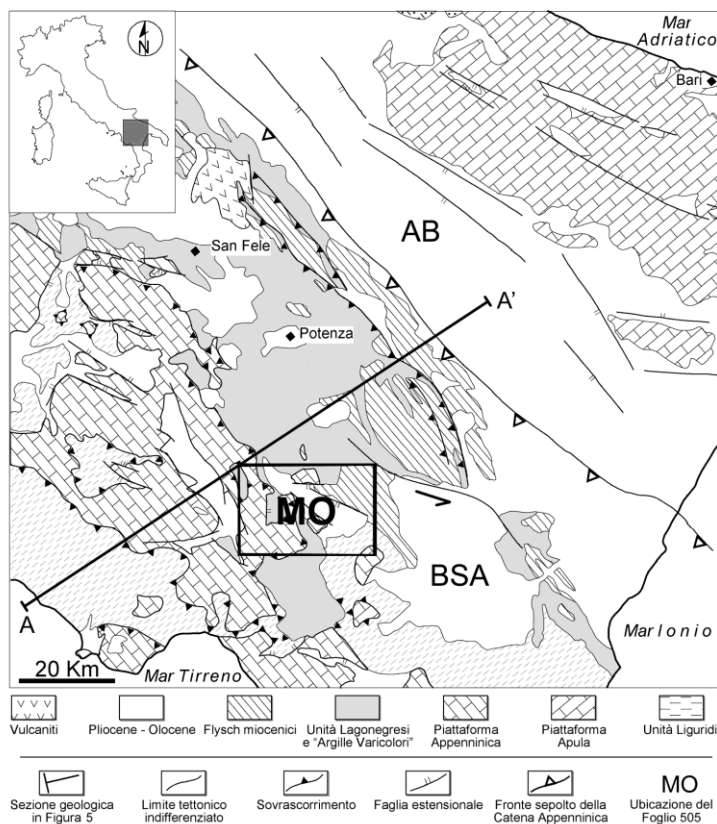 N
Mar
Adriatico
Bari
San Fele
AB
Potenza
A'
MO
BSA
A
Mar Ionio
20 Km
Mar Tirreno
Vulcaniti
Pliocene - Olocene
Flysch miocenici
Unità Lagonegresi
e "Argille Varicolori"
Piattaforma
Appenninica
Piattaforma
Apula
Unità Liguridi
Sezione geologica
in Figura 5
Limite tettonico
indifferenziato
Sovrascorrimento
Faglia estensionale
Fronte sepolto della
Catena Appenninica
MO
Ubicazione del
Foglio 505